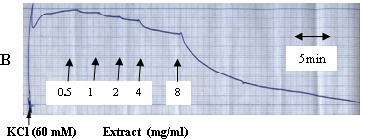 B
5min
0.5 1 2 4 8
KCl (60 mM) Extract (mg/ml)